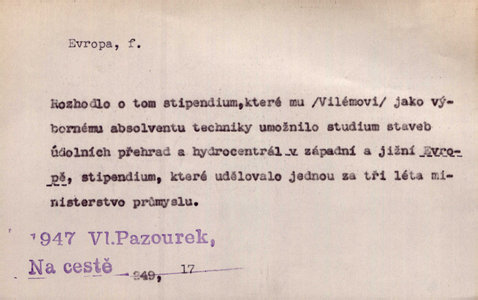 Evropa, f.
Rozhodlo o tom stipendium,které mu /Vilémovi/ jako vý-
bornému absolventu techniky umožnilo studium staveb
údolních přehrad a hydrocentrál v západní a jižní Evro-
pě, stipendium, které udělovalo jednou za tři léta mi-
nisterstvo průmyslu.
1947 Vl.Pazourek,
Na cestě 949, 17